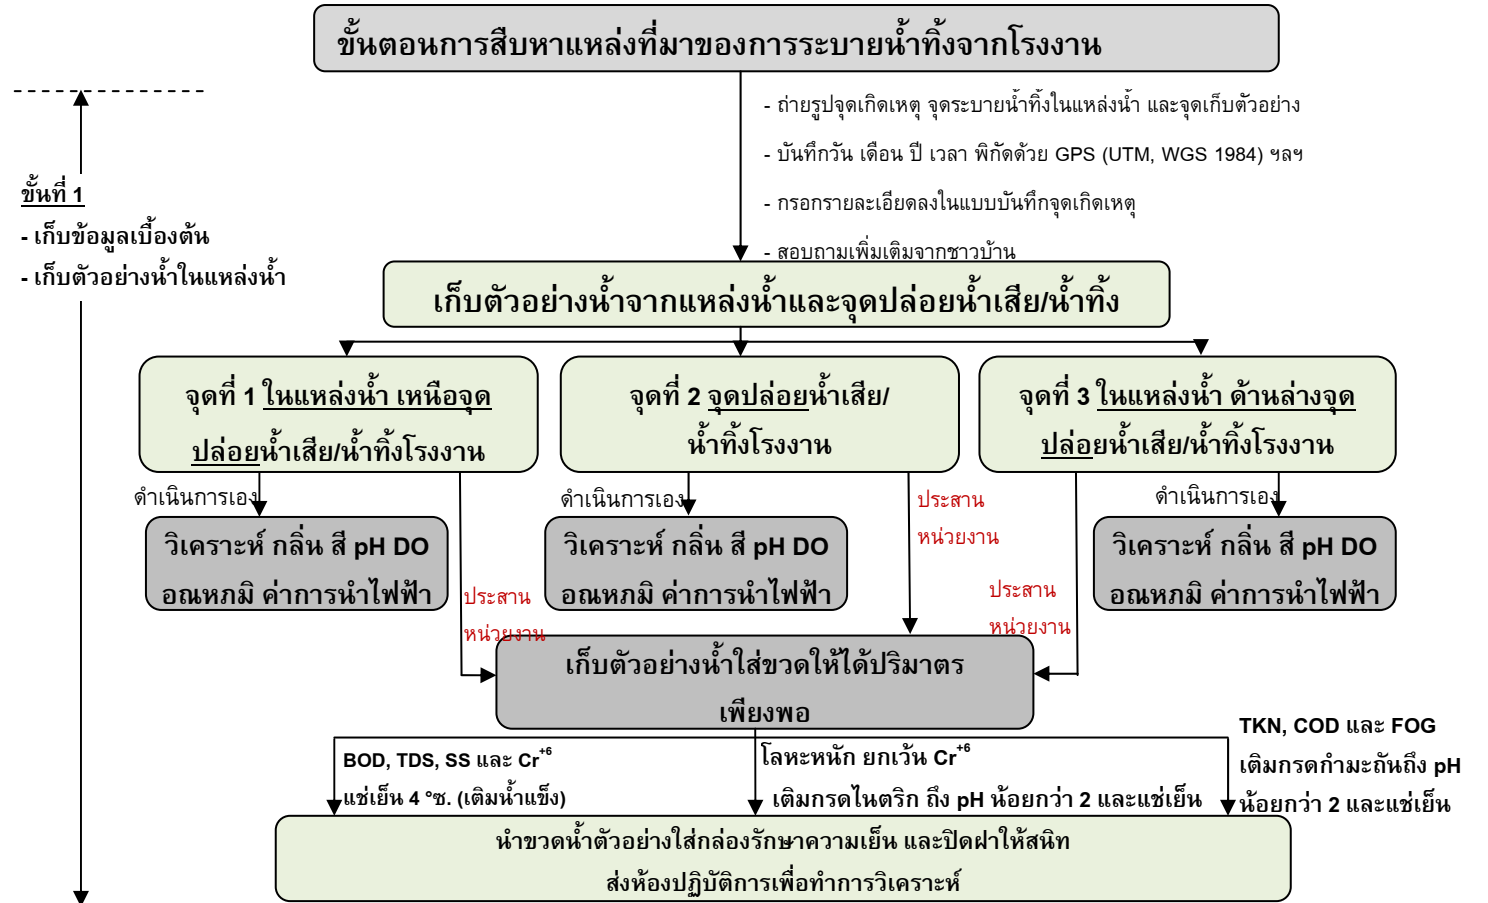 ขั้นตอนการสืบหาแหล่งที่มาของการระบายน้ำทิ้งจากโรงงาน
- ถ่ายรูปจุดเกิดเหตุ จุดระบายน้ำทิ้งในแหล่งน้ำ และจุดเก็บตัวอย่าง
- บันทึกวัน เดือน ปี เวลา พิกัดด้วย GPS (UTM, WGS 1984) ฯลฯ
- กรอกรายละเอียดลงในแบบบันทึกจุดเกิดเหตุ
- สอบถามเพิ่มเติมจากชาวบ้าน
ขั้นที่ 1
- เก็บข้อมูลเบื้องต้น
- เก็บตัวอย่างน้ำในแหล่งน้ำ
เก็บตัวอย่างน้ำจากแหล่งน้ำและจุดปล่อยน้ำเสีย/น้ำทิ้ง
จุดที่ 1 ในแหล่งน้ำ เหนือจุด
ปล่อยน้ำเสีย/น้ำทิ้งโรงงาน
จุดที่ 2 จุดปล่อยน้ำเสีย/
น้ำทิ้งโรงงาน
จุดที่ 3 ในแหล่งน้ำ ด้านล่างจุด
ปล่อยน้ำเสีย/น้ำทิ้งโรงงาน
ดำเนินการเอง
วิเคราะห์ กลิ่น สี pH DO
อุณหภูมิ ค่าการนำไฟฟ้า
ประสาน
หน่วยงาน
ดำเนินการเอง
วิเคราะห์ กลิ่น สี pH DO
อุณหภูมิ ค่าการนำไฟฟ้า
ประสาน
หน่วยงาน
ดำเนินการเอง
วิเคราะห์ กลิ่น สี pH DO
อุณหภูมิ ค่าการนำไฟฟ้า
ประสาน
หน่วยงาน
เก็บตัวอย่างน้ำใส่ขวดให้ได้ปริมาตร
เพียงพอ
BOD, TDS, SS และ Cr+6
แช่เย็น 4 °ซ. (เติมน้ำแข็ง)
โลหะหนัก ยกเว้น Cr+6
เติมกรดไนตริก ถึง pH น้อยกว่า 2 และแช่เย็น
TKN, COD และ FOG
เติมกรดกำมะถันถึง pH
น้อยกว่า 2 และแช่เย็น
นำขวดน้ำตัวอย่างใส่กล่องรักษาความเย็น และปิดฝาให้สนิท
ส่งห้องปฏิบัติการเพื่อทำการวิเคราะห์